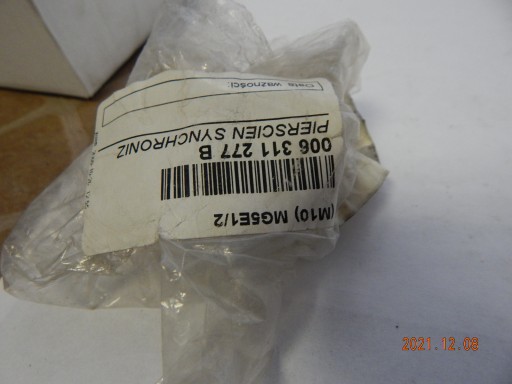 (M10) MG5E1/2
006 311 277 B
PIERSCIEN SYNCHRONIZ
Data ważności
2021.12.08